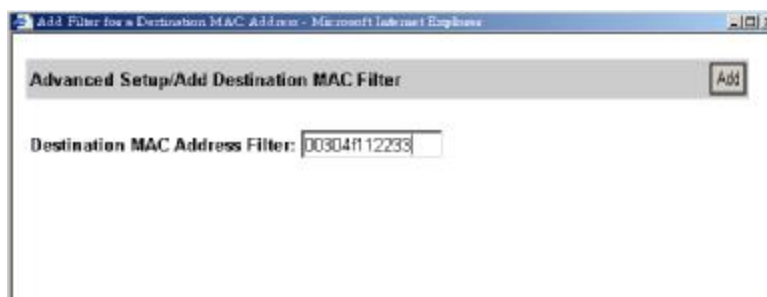 Add Filter for a Destination MAC Address - Microsoft Internet Explorer
Advanced Setup/Add Destination MAC Filter
Add
Destination MAC Address Filter: 00304f112233